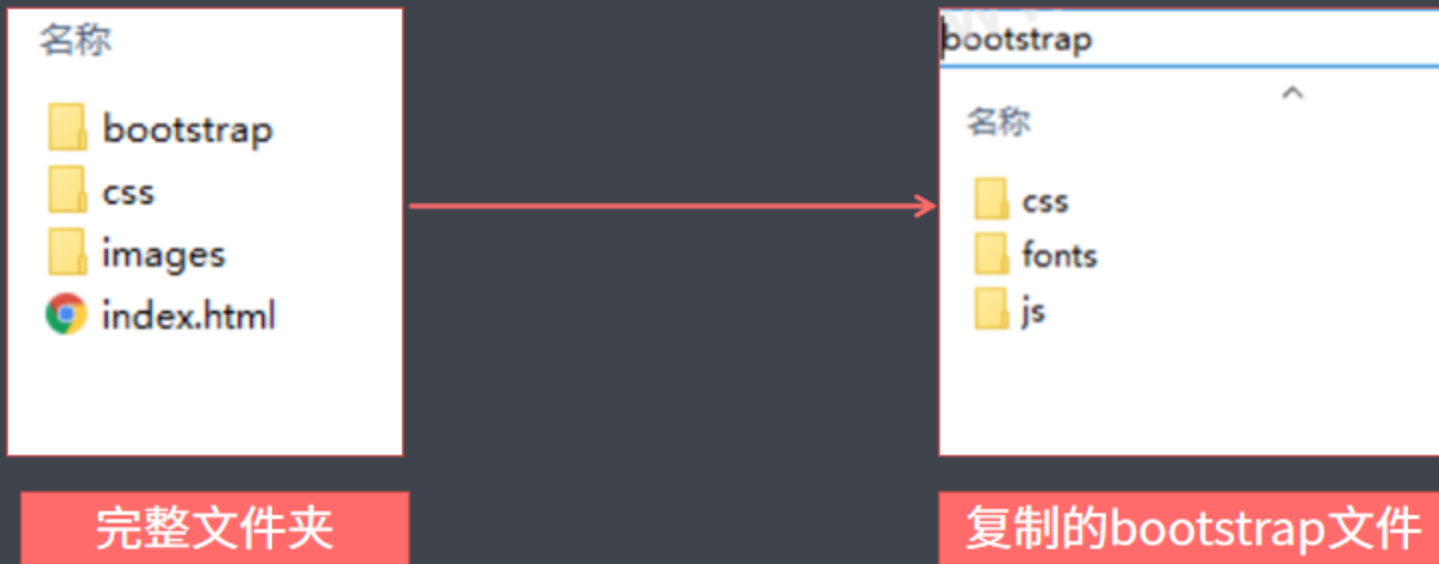 名称
bootstrap
css
images
index.html
完整文件夹
bootstrap
名称
css
fonts
js
复制的bootstrap文件